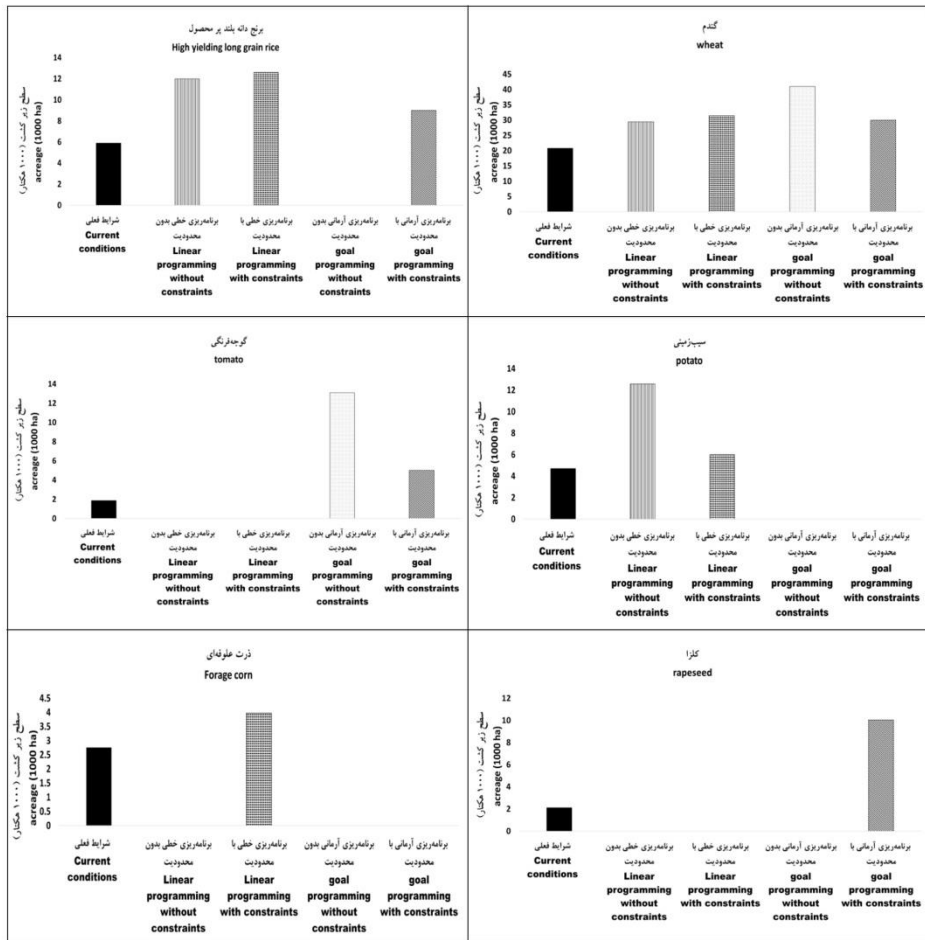 برنج دانه بلند پر محصول
High yielding long grain rice
سطح زیر کشت (۱۰۰۰ هکتار)
acreage (1000 ha)
14
12
10
8
6
4
2
0
شرایط فعلی
Current
conditions
برنامه‌ریزی خطی بدون
محدودیت
Linear
programming
without
constraints
برنامه‌ریزی خطی با
محدودیت
Linear
programming
with constraints
برنامه‌ریزی آرمانی بدون
محدودیت
goal
programming
without
constraints
برنامه‌ریزی آرمانی با
محدودیت
goal
programming
with constraints
گندم
wheat
سطح زیر کشت (۱۰۰۰ هکتار)
acreage (1000 ha)
45
40
35
30
25
20
15
10
5
0
شرایط فعلی
Current
conditions
برنامه‌ریزی خطی بدون
محدودیت
Linear
programming
without
constraints
برنامه‌ریزی خطی با
محدودیت
Linear
programming
with constraints
برنامه‌ریزی آرمانی بدون
محدودیت
goal
programming
without
constraints
برنامه‌ریزی آرمانی با
محدودیت
goal
programming
with constraints
گوجه‌فرنگی
tomato
سطح زیر کشت (۱۰۰۰ هکتار)
acreage (1000 ha)
14
12
10
8
6
4
2
0
شرایط فعلی
Current
conditions
برنامه‌ریزی خطی بدون
محدودیت
Linear
programming
without
constraints
برنامه‌ریزی خطی با
محدودیت
Linear
programming
with constraints
برنامه‌ریزی آرمانی بدون
محدودیت
goal
programming
without
constraints
برنامه‌ریزی آرمانی با
محدودیت
goal
programming
with constraints
سیب‌زمینی
potato
سطح زیر کشت (۱۰۰۰ هکتار)
acreage (1000 ha)
14
12
10
8
6
4
2
0
شرایط فعلی
Current
conditions
برنامه‌ریزی خطی بدون
محدودیت
Linear
programming
without
constraints
برنامه‌ریزی خطی با
محدودیت
Linear
programming
with constraints
برنامه‌ریزی آرمانی بدون
محدودیت
goal
programming
without
constraints
برنامه‌ریزی آرمانی با
محدودیت
goal
programming
with constraints
ذرت علوفه‌ای
Forage corn
سطح زیر کشت (۱۰۰۰ هکتار)
acreage (1000 ha)
4.5
4
3.5
3
2.5
2
1.5
1
0.5
0
شرایط فعلی
Current
conditions
برنامه‌ریزی خطی بدون
محدودیت
Linear
programming
without
constraints
برنامه‌ریزی خطی با
محدودیت
Linear
programming
with constraints
برنامه‌ریزی آرمانی بدون
محدودیت
goal
programming
without
constraints
برنامه‌ریزی آرمانی با
محدودیت
goal
programming
with constraints
کلزا
rapeseed
سطح زیر کشت (۱۰۰۰ هکتار)
acreage (1000 ha)
12
10
8
6
4
2
0
شرایط فعلی
Current
conditions
برنامه‌ریزی خطی بدون
محدودیت
Linear
programming
without
constraints
برنامه‌ریزی خطی با
محدودیت
Linear
programming
with constraints
برنامه‌ریزی آرمانی بدون
محدودیت
goal
programming
without
constraints
برنامه‌ریزی آرمانی با
محدودیت
goal
programming
with constraints